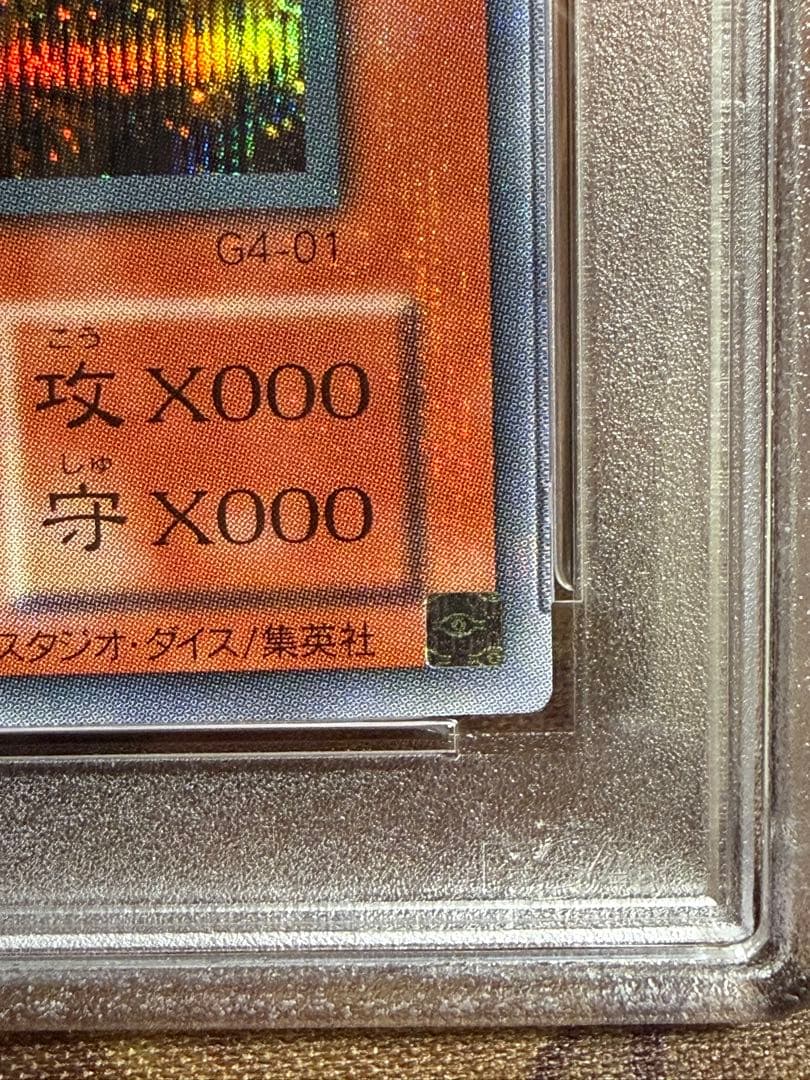 G4-01
こう
攻 X000
しゅ
守 X000
スタジオ・ダイス/集英社